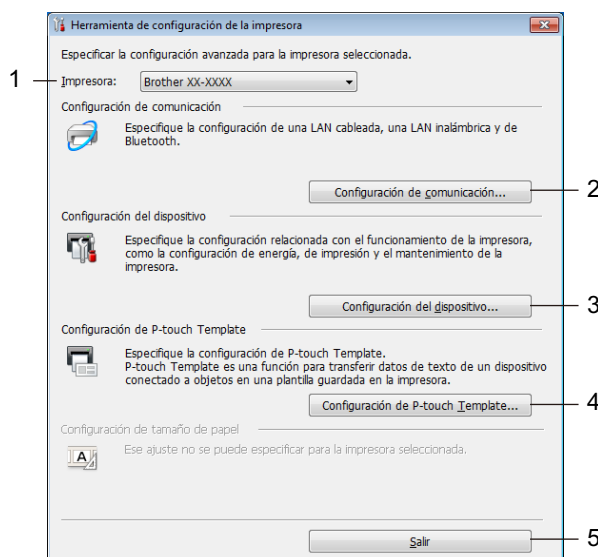 Herramienta de configuración de la impresora
Especificar la configuración avanzada para la impresora seleccionada.
1
Impresora: Brother XX-XXXX
Configuración de comunicación
Especifique la configuración de una LAN cableada, una LAN inalámbrica y de
Bluetooth.
Configuración de comunicación... 2
Configuración del dispositivo
Especifique la configuración relacionada con el funcionamiento de la impresora,
como la configuración de energía, de impresión y el mantenimiento de la
impresora.
Configuración del dispositivo... 3
Configuración de P-touch Template
Especifique la configuración de P-touch Template.
P-touch Template es una función para transferir datos de texto de un dispositivo
conectado a objetos en una plantilla guardada en la impresora.
Configuración de P-touch Template... 4
Configuración de tamaño de papel
A
Ese ajuste no se puede especificar para la impresora seleccionada.
Salir 5